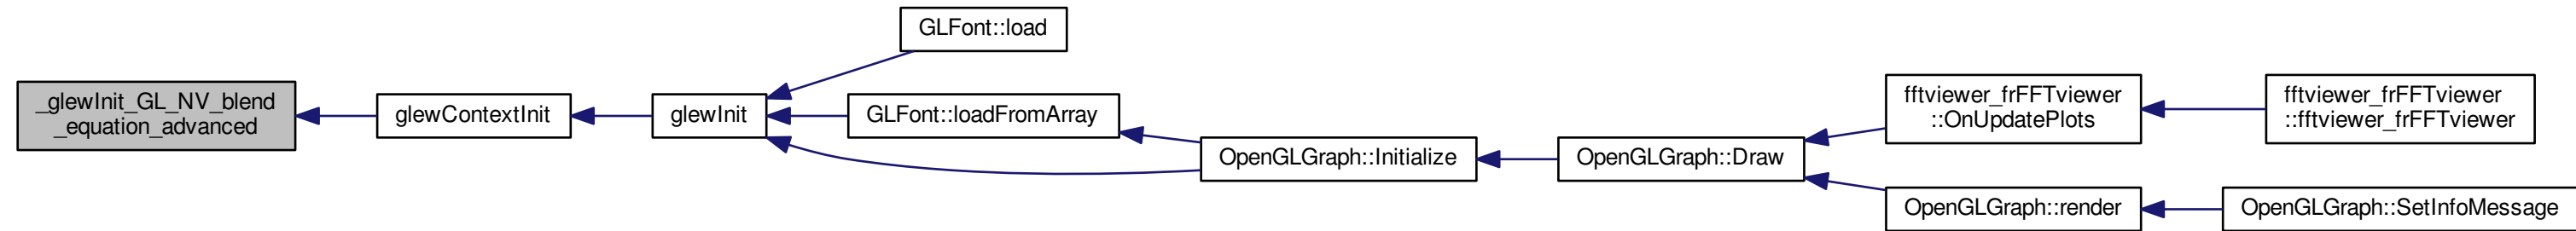 GLFont::load
_glewInit_GL_NV_blend
_equation_advanced
glewContextInit
glewInit
GLFont::loadFromArray
OpenGLGraph::Initialize
OpenGLGraph::Draw
fftviewer_frFFTviewer
::OnUpdatePlots
fftviewer_frFFTviewer
::fftviewer_frFFTviewer
OpenGLGraph::render
OpenGLGraph::SetInfoMessage